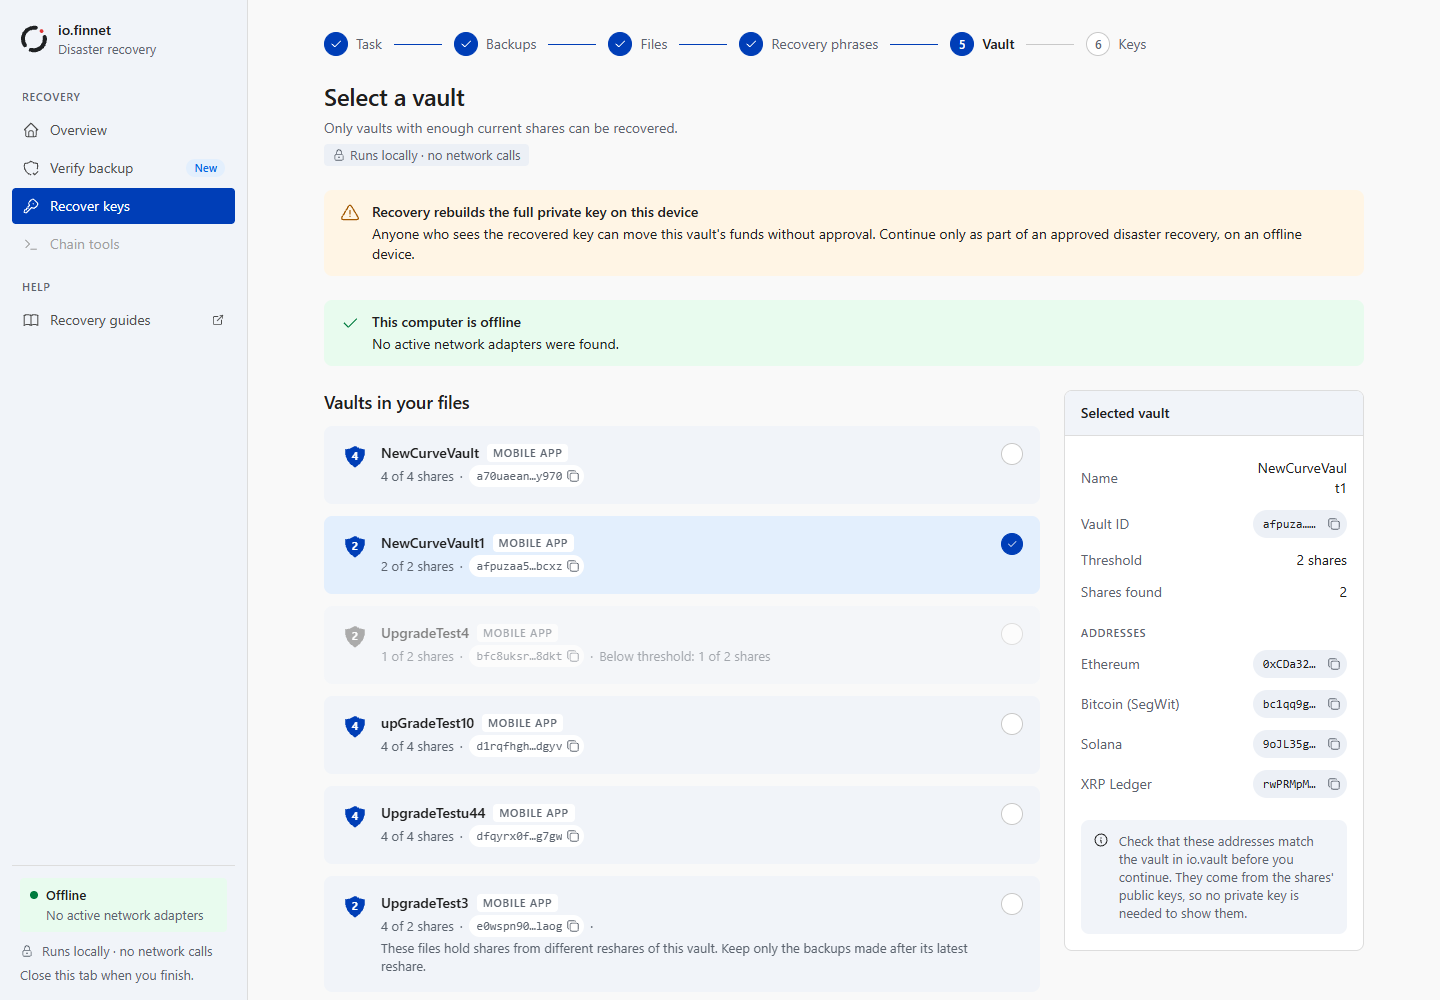 io.finnet
Disaster recovery
RECOVERY
Overview
Verify backup New
Recover keys
Chain tools
HELP
Recovery guides
Offline
No active network adapters
Runs locally · no network calls
Close this tab when you finish.
Task Backups Files Recovery phrases 5 Vault 6 Keys
Select a vault
Only vaults with enough current shares can be recovered.
Runs locally · no network calls
Recovery rebuilds the full private key on this device
Anyone who sees the recovered key can move this vault's funds without approval. Continue only as part of an approved disaster recovery, on an offline
device.
This computer is offline
No active network adapters were found.
Vaults in your files
4 NewCurveVault MOBILE APP
4 of 4 shares · a70uaean…y970
2 NewCurveVault1 MOBILE APP
2 of 2 shares · afpuzaa5…bcxz
2 UpgradeTest4 MOBILE APP
1 of 2 shares · bfc8uksr…8dkt · Below threshold: 1 of 2 shares
4 upGradeTest10 MOBILE APP
4 of 4 shares · d1rqfhgh…dgyv
4 UpgradeTestu44 MOBILE APP
4 of 4 shares · dfqyrx0f…g7gw
2 UpgradeTest3 MOBILE APP
4 of 2 shares · e0wspn90…laog ·
These files hold shares from different reshares of this vault. Keep only the backups made after its latest
reshare.
Selected vault
Name NewCurveVaul
t1
Vault ID afpuza……
Threshold 2 shares
Shares found 2
ADDRESSES
Ethereum 0xCDa32…
Bitcoin (SegWit) bc1qq9g…
Solana 9oJL35g…
XRP Ledger rwPRMpM…
Check that these addresses match
the vault in io.vault before you
continue. They come from the shares'
public keys, so no private key is
needed to show them.